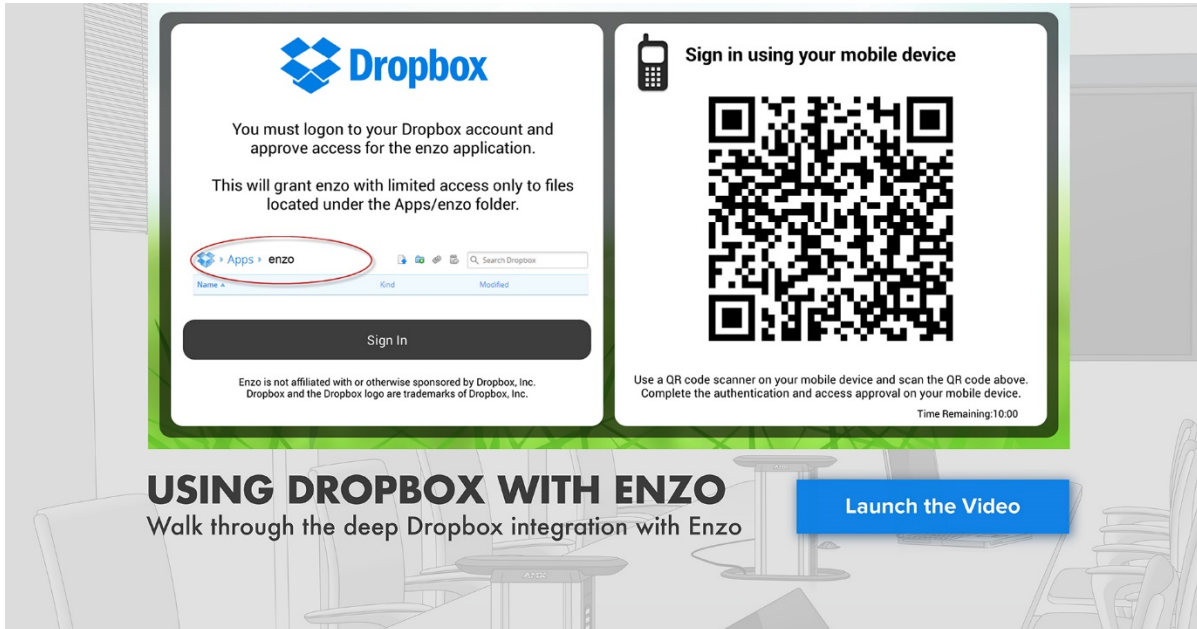 Dropbox
You must logon to your Dropbox account and
approve access for the enzo application.
This will grant enzo with limited access only to files
located under the Apps/enzo folder.
› Apps › enzo
Search Dropbox
Name ▲ Kind Modified
Sign In
Enzo is not affiliated with or otherwise sponsored by Dropbox, Inc.
Dropbox and the Dropbox logo are trademarks of Dropbox, Inc.
Sign in using your mobile device
Use a QR code scanner on your mobile device and scan the QR code above.
Complete the authentication and access approval on your mobile device.
Time Remaining:10:00
USING DROPBOX WITH ENZO
Walk through the deep Dropbox integration with Enzo
Launch the Video